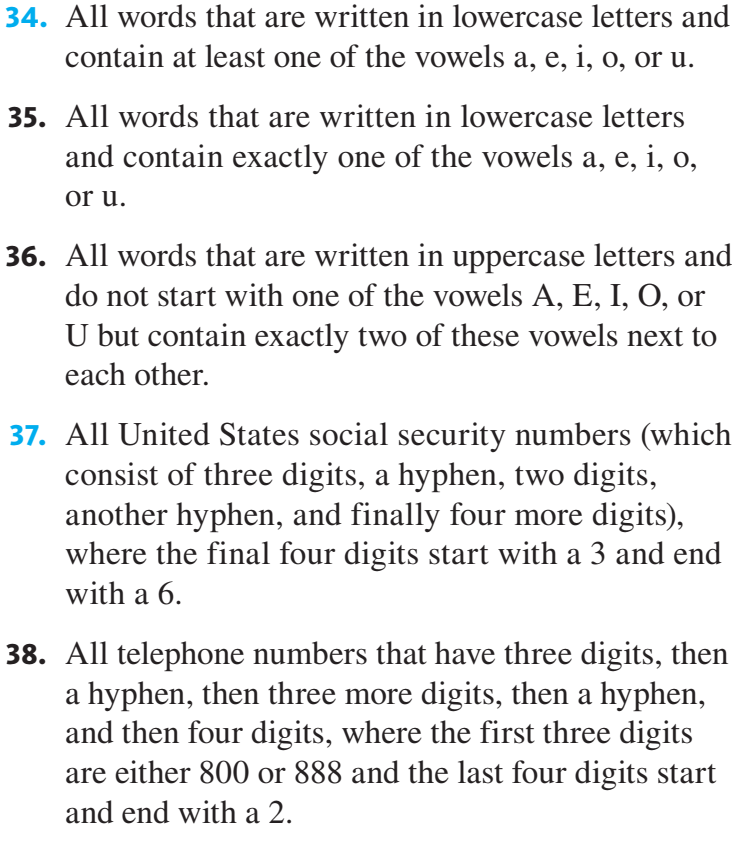 34. All words that are written in lowercase letters and
contain at least one of the vowels a, e, i, o, or u.
35. All words that are written in lowercase letters
and contain exactly one of the vowels a, e, i, o,
or u.
36. All words that are written in uppercase letters and
do not start with one of the vowels A, E, I, O, or
U but contain exactly two of these vowels next to
each other.
37. All United States social security numbers (which
consist of three digits, a hyphen, two digits,
another hyphen, and finally four more digits),
where the final four digits start with a 3 and end
with a 6.
38. All telephone numbers that have three digits, then
a hyphen, then three more digits, then a hyphen,
and then four digits, where the first three digits
are either 800 or 888 and the last four digits start
and end with a 2.